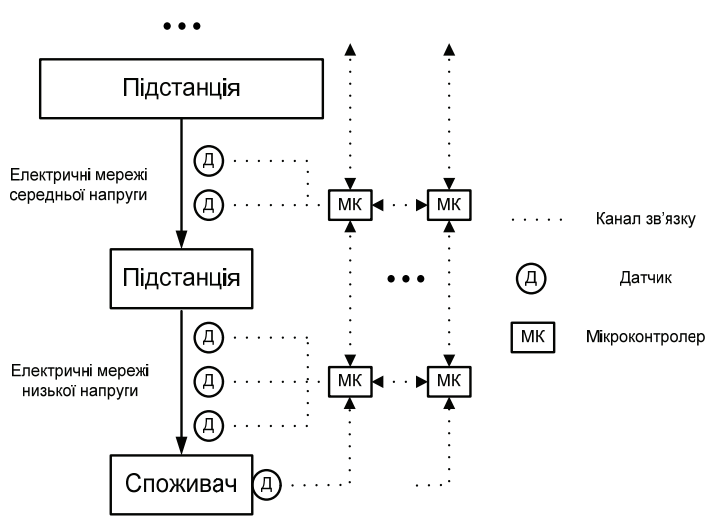 Підстанція
Електричні мережі
середньої напруги
Д
Д
МК
МК
Канал зв'язку
Підстанція
Д
Датчик
МК
Мікроконтролер
Електричні мережі
низької напруги
Д
Д
Д
МК
МК
Споживач
Д